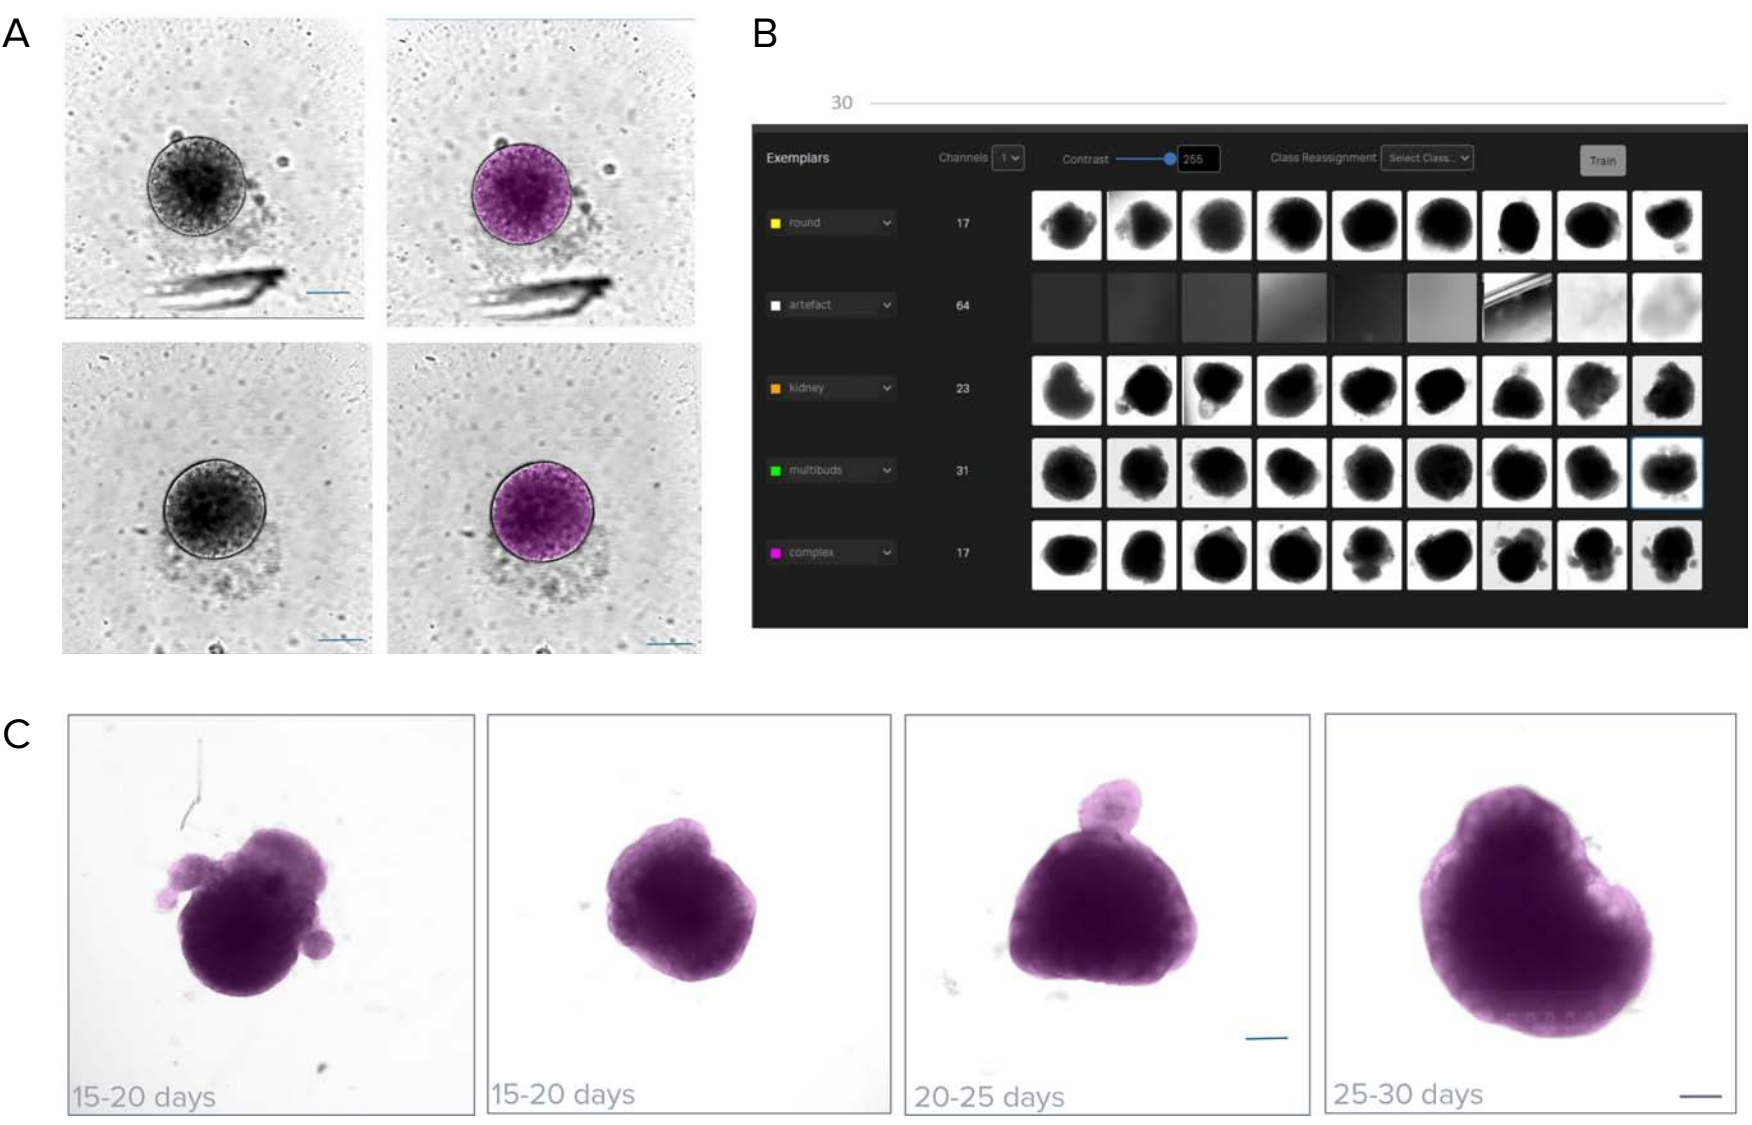 A
B
30
Exemplars Channels 1 Contrast 255 Class Reassignment Select Class... Train
round 17
artefact 64
kidney 23
multibuds 31
complex 17
C
15-20 days
15-20 days
20-25 days
25-30 days